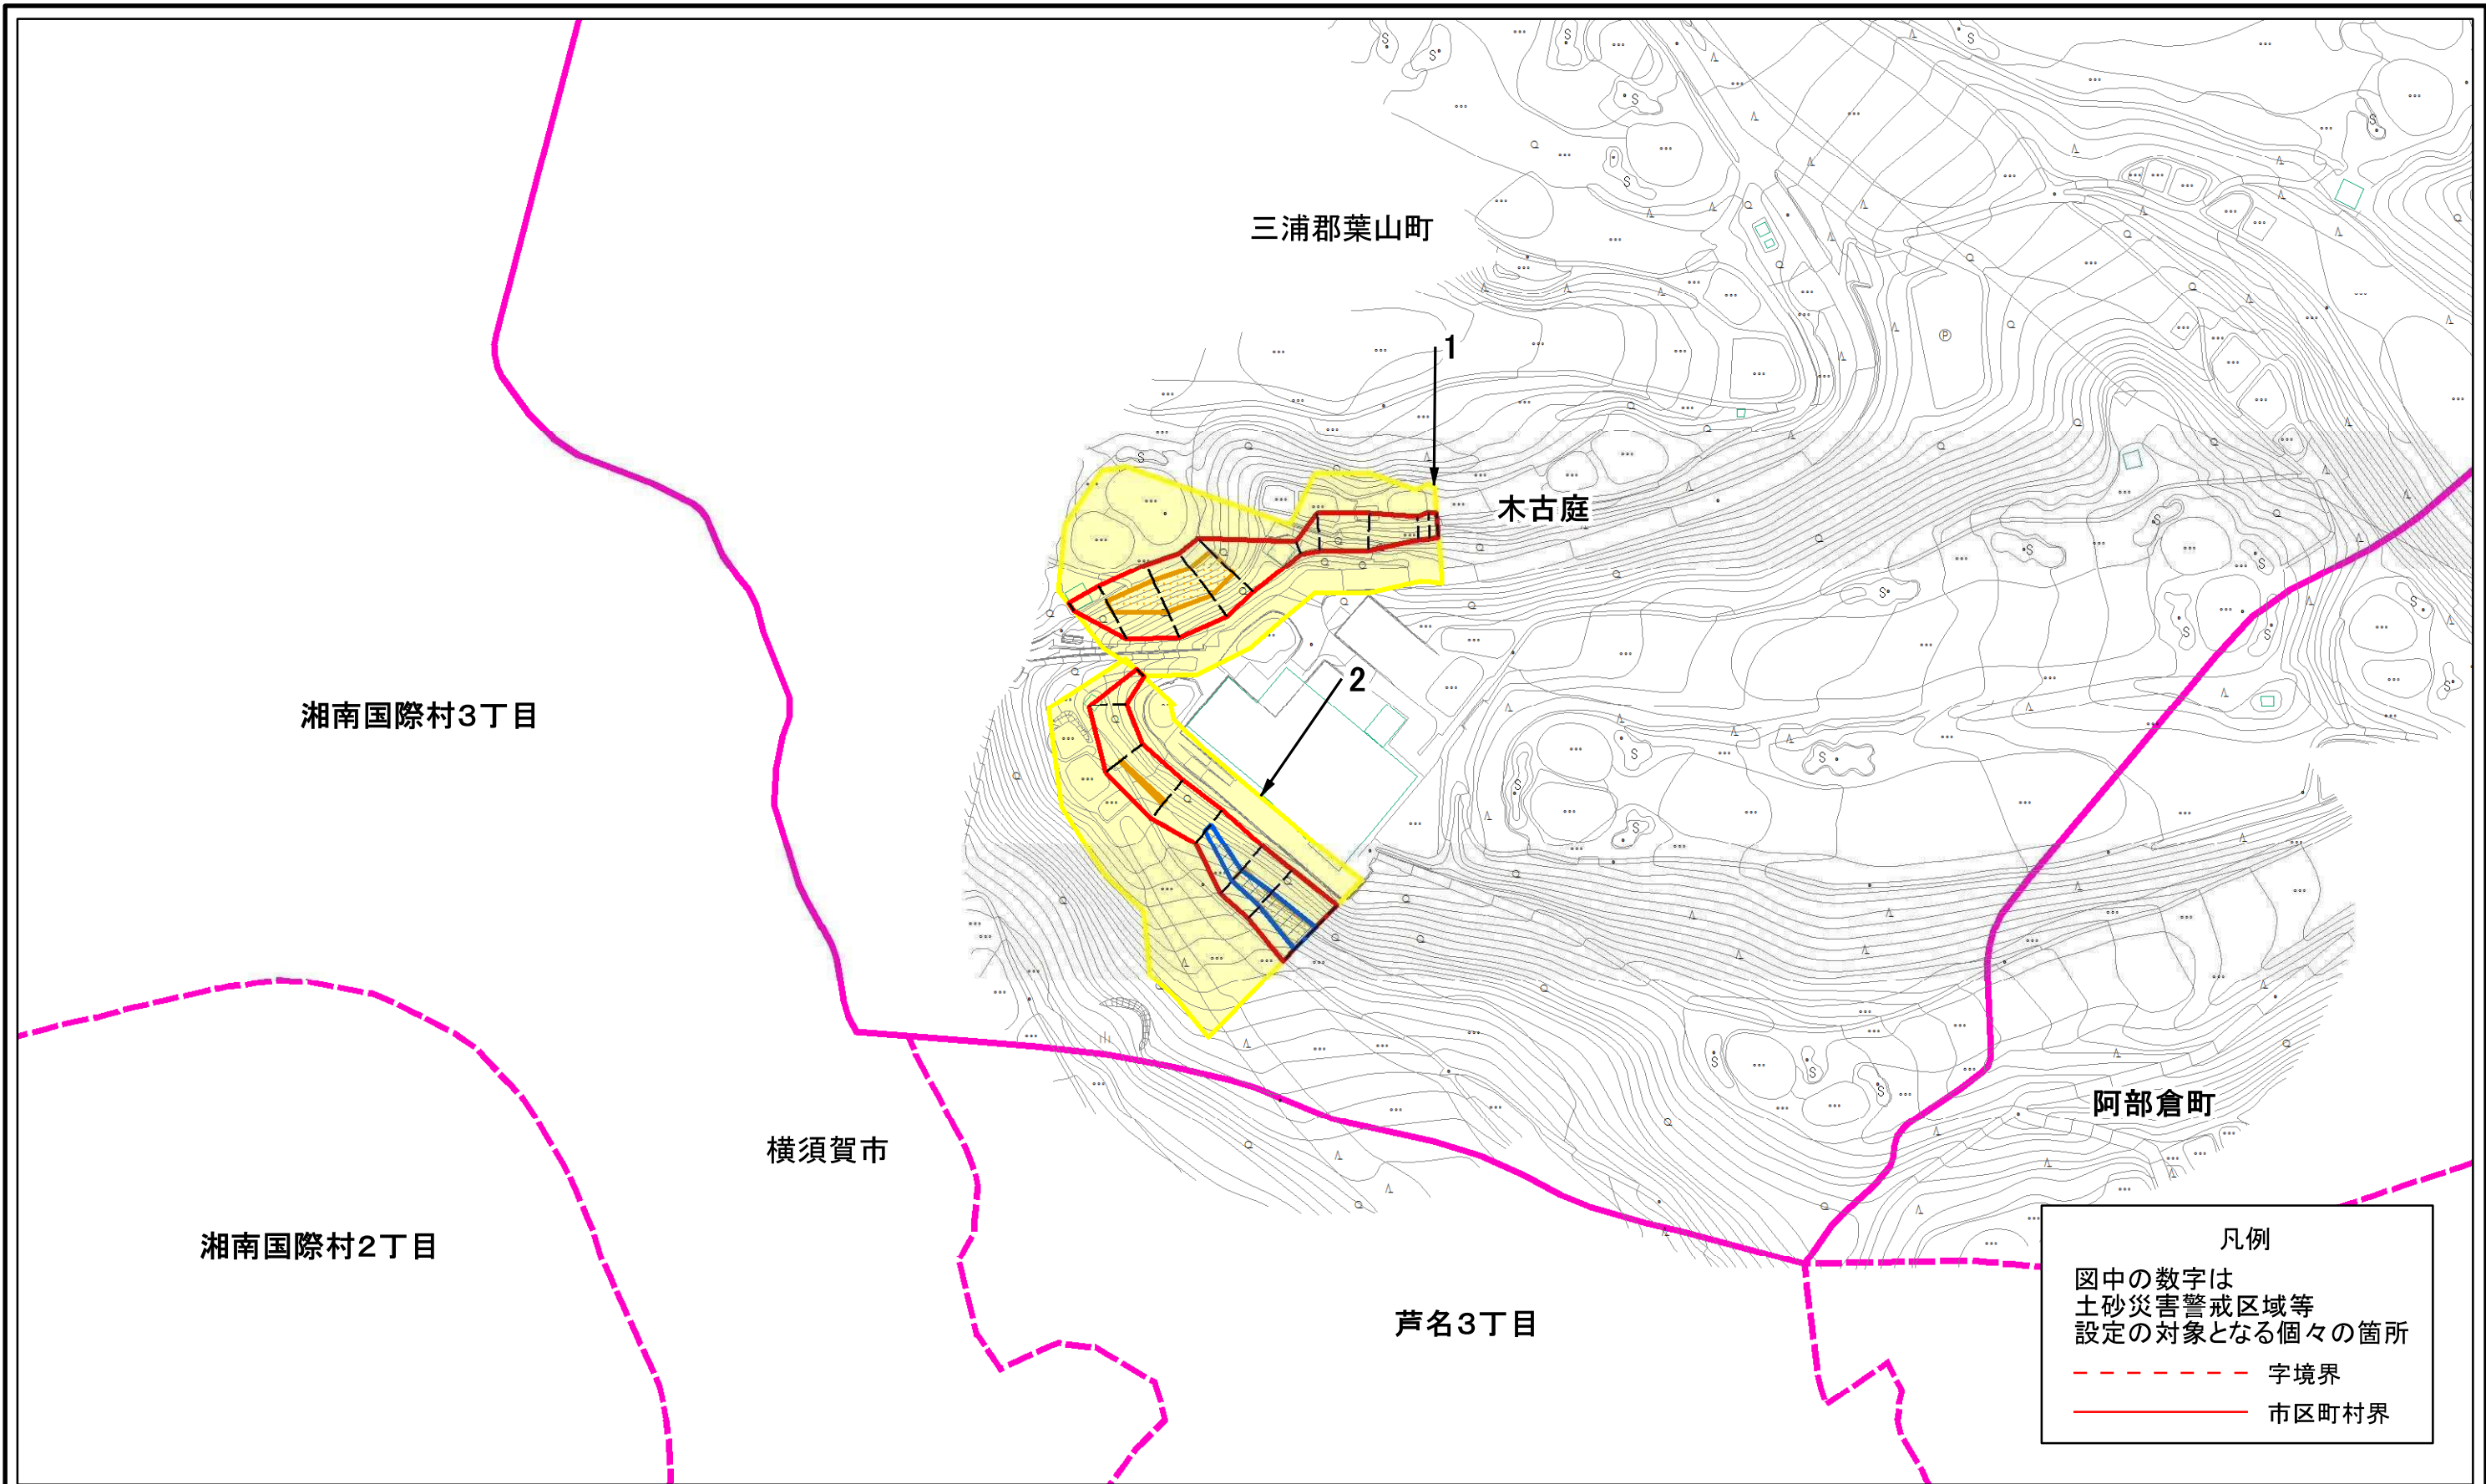 三浦郡葉山町
1
木古庭
2
湘南国際村3丁目
阿部倉町
横須賀市
湘南国際村2丁目
芦名3丁目
凡例
図中の数字は
土砂災害警戒区域等
設定の対象となる個々の箇所
字境界
市区町村界